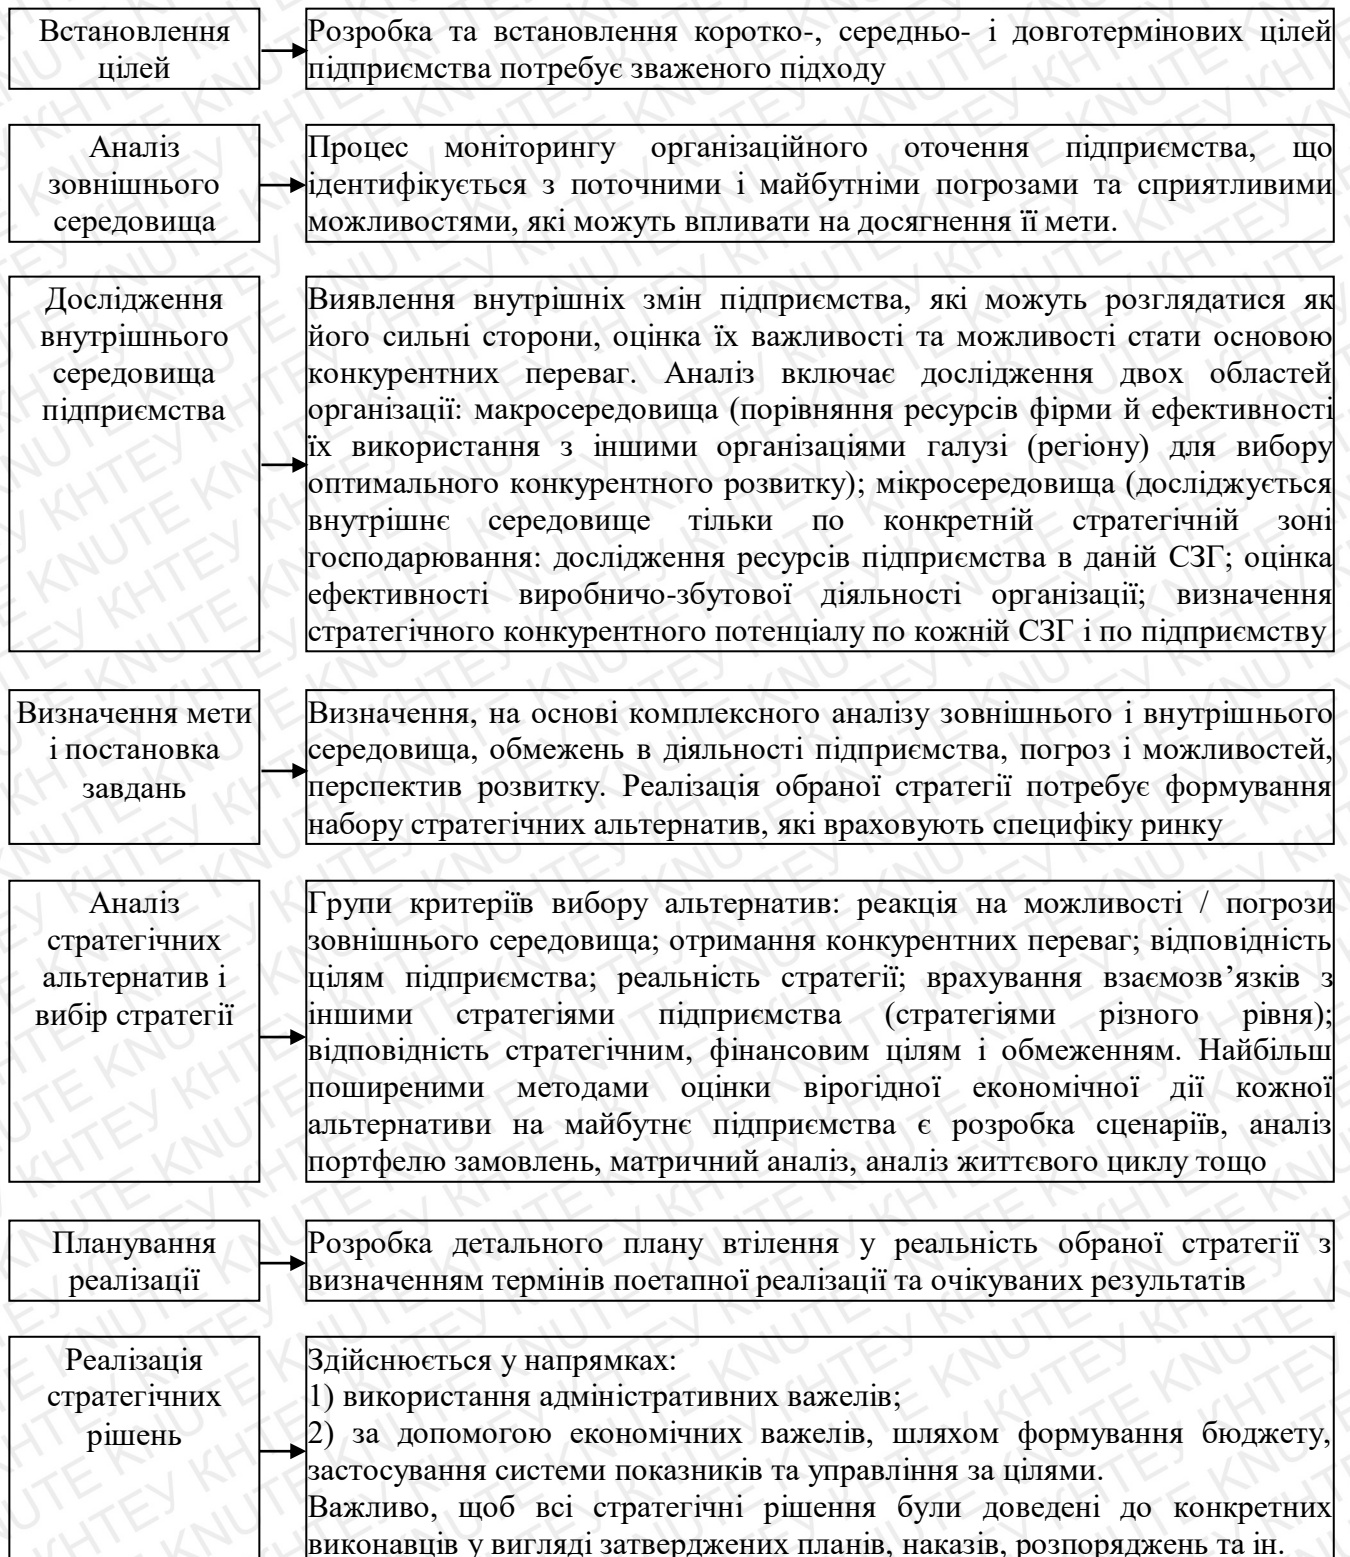 Встановлення
цілей
Розробка та встановлення коротко-, середньо- і довготермінових цілей
підприємства потребує зваженого підходу
Аналіз
зовнішнього
середовища
Процес моніторингу організаційного оточення підприємства, що
ідентифікується з поточними і майбутніми погрозами та сприятливими
можливостями, які можуть впливати на досягнення її мети.
Дослідження
внутрішнього
середовища
підприємства
Виявлення внутрішніх змін підприємства, які можуть розглядатися як
його сильні сторони, оцінка їх важливості та можливості стати основою
конкурентних переваг. Аналіз включає дослідження двох областей
організації: макросередовища (порівняння ресурсів фірми й ефективності
їх використання з іншими організаціями галузі (регіону) для вибору
оптимального конкурентного розвитку); мікросередовища (досліджується
внутрішнє середовище тільки по конкретній стратегічній зоні
господарювання: дослідження ресурсів підприємства в даній СЗГ; оцінка
ефективності виробничо-збутової діяльності організації; визначення
стратегічного конкурентного потенціалу по кожній СЗГ і по підприємству
Визначення мети
і постановка
завдань
Визначення, на основі комплексного аналізу зовнішнього і внутрішнього
середовища, обмежень в діяльності підприємства, погроз і можливостей,
перспектив розвитку. Реалізація обраної стратегії потребує формування
набору стратегічних альтернатив, які враховують специфіку ринку
Аналіз
стратегічних
альтернатив і
вибір стратегії
Групи критеріїв вибору альтернатив: реакція на можливості / погрози
зовнішнього середовища; отримання конкурентних переваг; відповідність
цілям підприємства; реальність стратегії; врахування взаємозв’язків з
іншими стратегіями підприємства (стратегіями різного рівня);
відповідність стратегічним, фінансовим цілям і обмеженням. Найбільш
поширеними методами оцінки вірогідної економічної дії кожної
альтернативи на майбутнє підприємства є розробка сценаріїв, аналіз
портфелю замовлень, матричний аналіз, аналіз життєвого циклу тощо
Планування
реалізації
Розробка детального плану втілення у реальність обраної стратегії з
визначенням термінів поетапної реалізації та очікуваних результатів
Реалізація
стратегічних
рішень
Здійснюється у напрямках:
1) використання адміністративних важелів;
2) за допомогою економічних важелів, шляхом формування бюджету,
застосування системи показників та управління за цілями.
Важливо, щоб всі стратегічні рішення були доведені до конкретних
виконавців у вигляді затверджених планів, наказів, розпоряджень та ін.